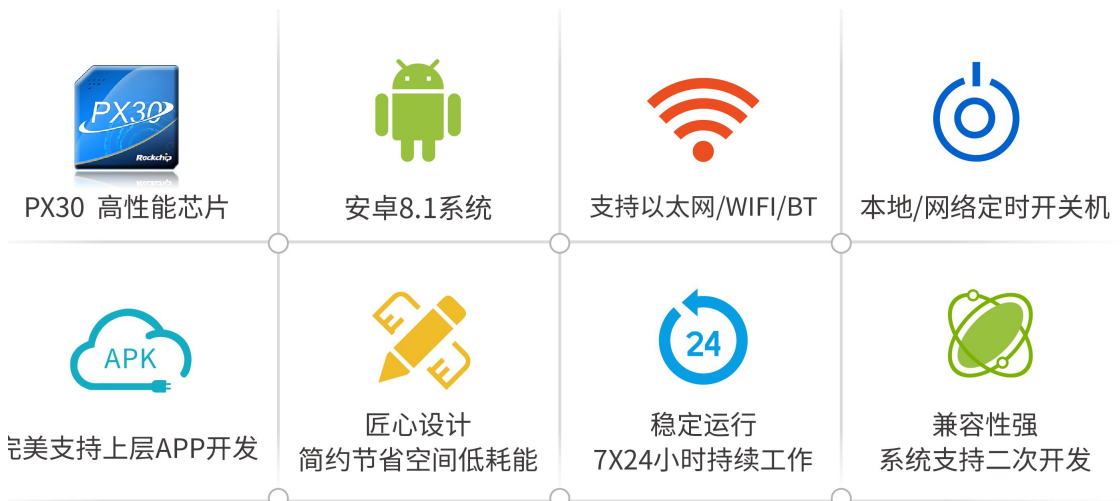 PX30
Rockchip
PX30 高性能芯片
安卓8.1系统
支持以太网/WIFI/BT
本地/网络定时开关机
APK
24
完美支持上层APP开发
匠心设计
简约节省空间低耗能
稳定运行
7X24小时持续工作
兼容性强
系统支持二次开发